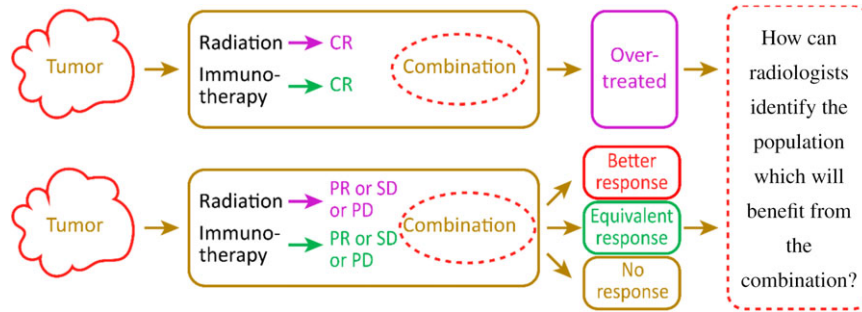 Tumor
Radiation
CR
Immuno-
therapy
CR
Combination
Over-
treated
Tumor
Radiation
PR or SD
or PD
Immuno-
therapy
PR or SD
or PD
Combination
Better
response
Equivalent
response
No
response
How can
radiologists
identify the
population
which will
benefit from
the
combination?